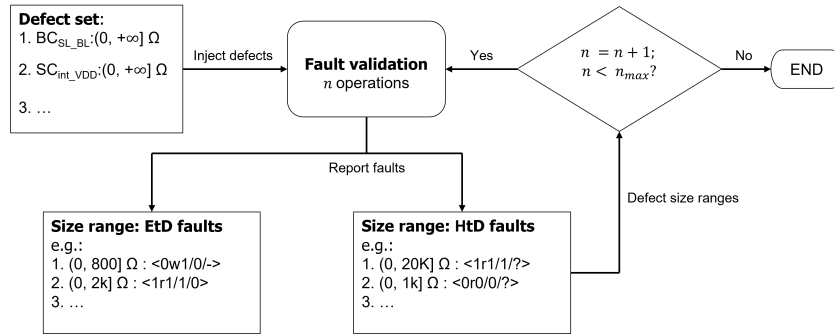 Defect set:
1. BC_SL_BL:(0, +∞] Ω
2. SC_int_VDD:(0, +∞] Ω
3. …
Inject defects
Fault validation
n operations
Yes
n = n + 1;
n < n_max?
No
END
Report faults
Defect size ranges
Size range: EtD faults
e.g.:
1. (0, 800] Ω : <0w1/0/->
2. (0, 2k] Ω : <1r1/1/0>
3. …
Size range: HtD faults
e.g.:
1. (0, 20K] Ω : <1r1/1/?>
2. (0, 1k] Ω : <0r0/0/?>
3. …